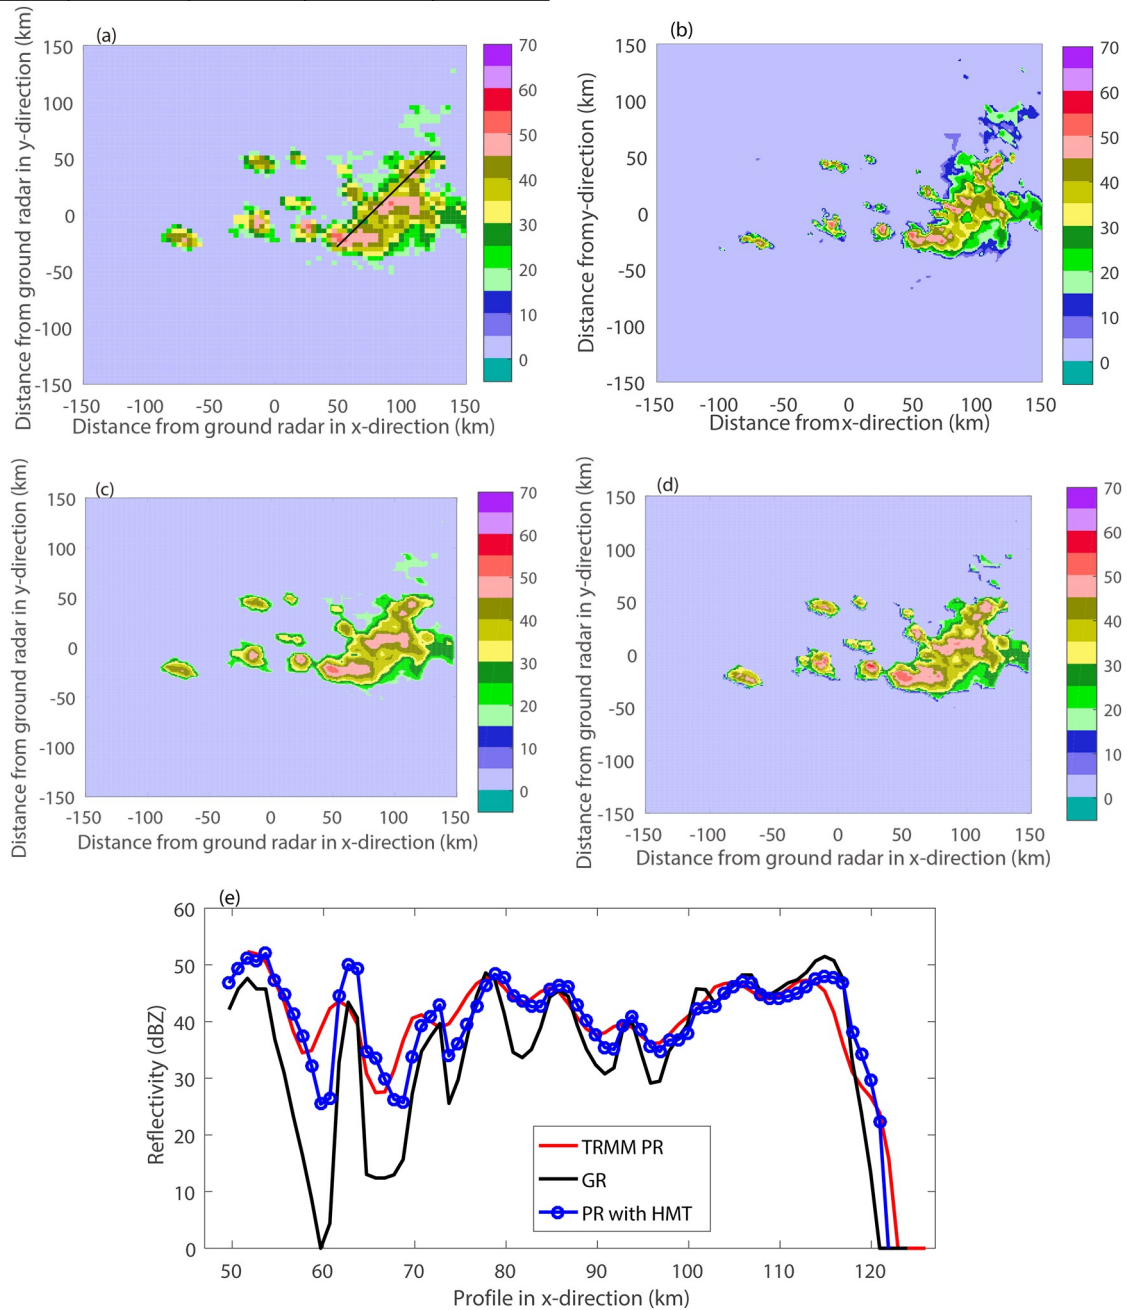 (a)
Distance from ground radar in y-direction (km)
150
100
50
0
-50
-100
-150
-150 -100 -50 0 50 100 150
Distance from ground radar in x-direction (km)
70
60
50
40
30
20
10
0
(b)
Distance from y-direction (km)
150
100
50
0
-50
-100
-150
-150 -100 -50 0 50 100 150
Distance from x-direction (km)
70
60
50
40
30
20
10
0
(c)
Distance from ground radar in y-direction (km)
150
100
50
0
-50
-100
-150
-150 -100 -50 0 50 100 150
Distance from ground radar in x-direction (km)
70
60
50
40
30
20
10
0
(d)
Distance from ground radar in y-direction (km)
150
100
50
0
-50
-100
-150
-150 -100 -50 0 50 100 150
Distance from ground radar in x-direction (km)
70
60
50
40
30
20
10
0
(e)
Reflectivity (dBZ)
60
50
40
30
20
10
0
TRMM PR
GR
PR with HMT
50 60 70 80 90 100 110 120
Profile in x-direction (km)